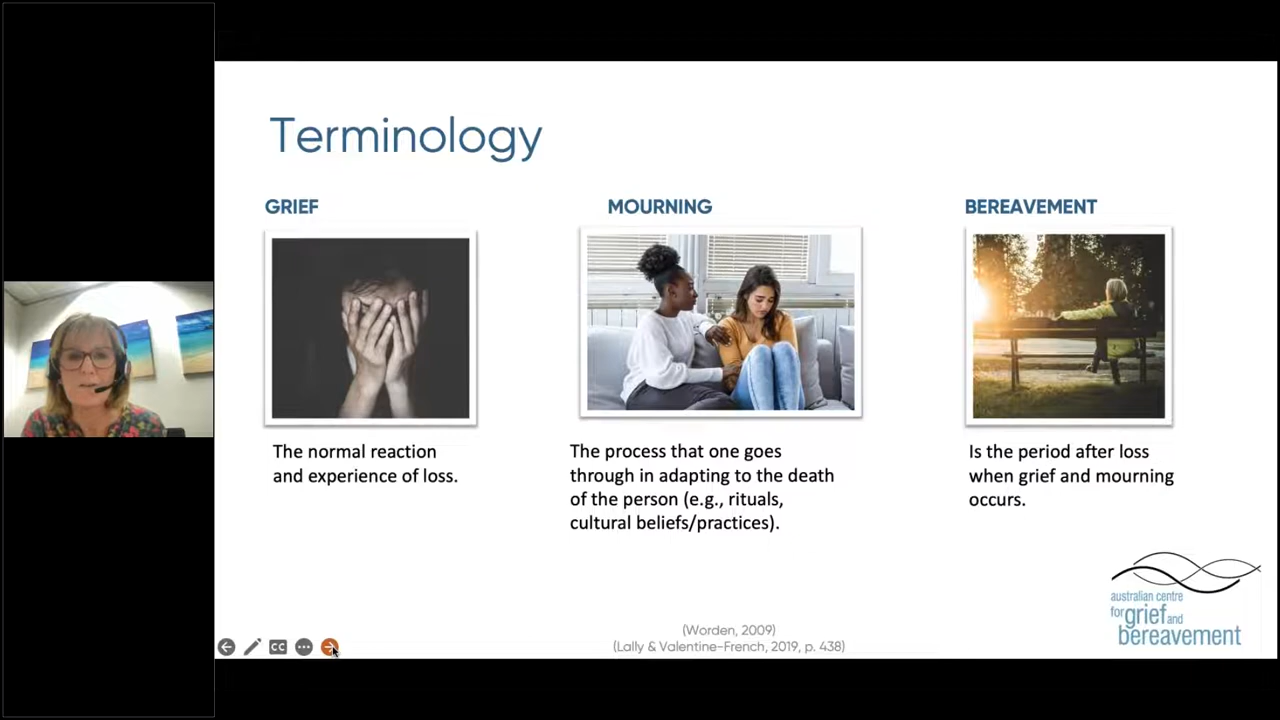 Terminology
GRIEF
The normal reaction
and experience of loss.
MOURNING
The process that one goes
through in adapting to the death
of the person (e.g., rituals,
cultural beliefs/practices).
BEREAVEMENT
Is the period after loss
when grief and mourning
occurs.
(Worden, 2009)
(Lally & Valentine-French, 2019, p. 438)
australian centre
for grief and
bereavement
CC